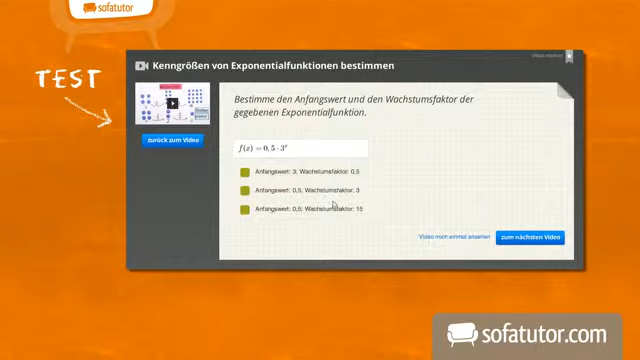 sofatutor
TEST
Kenngrößen von Exponentialfunktionen bestimmen
Bestimme den Anfangswert und den Wachstumsfaktor der
gegebenen Exponentialfunktion.
zurück zum Video
f(x) = 0,5 · 3ˣ
Anfangswert: 3; Wachstumsfaktor: 0,5
Anfangswert: 0,5; Wachstumsfaktor: 3
Anfangswert: 0,5; Wachstumsfaktor: 15
Video noch einmal ansehen
zum nächsten Video
sofatutor.com